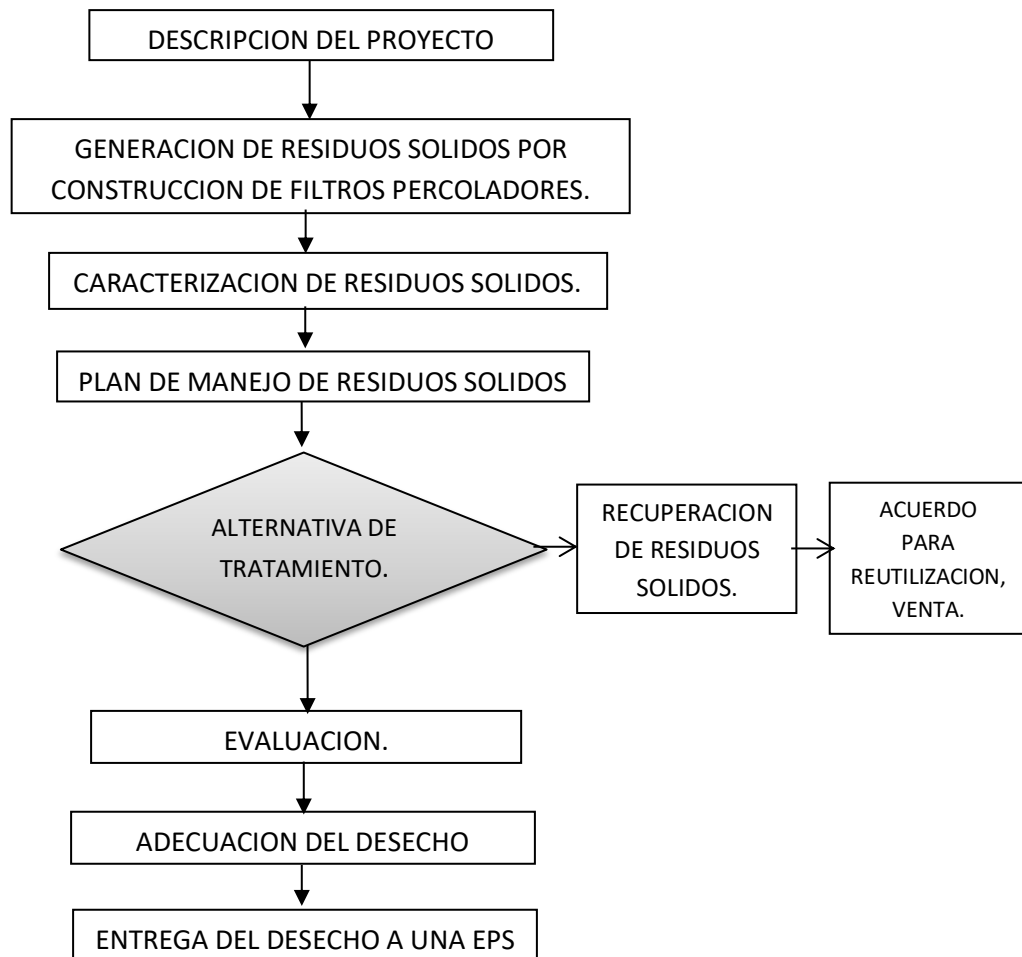 DESCRIPCION DEL PROYECTO
GENERACION DE RESIDUOS SOLIDOS POR
CONSTRUCCION DE FILTROS PERCOLADORES.
CARACTERIZACION DE RESIDUOS SOLIDOS.
PLAN DE MANEJO DE RESIDUOS SOLIDOS
ALTERNATIVA DE
TRATAMIENTO.
RECUPERACION
DE RESIDUOS
SOLIDOS.
ACUERDO
PARA
REUTILIZACION,
VENTA.
EVALUACION.
ADECUACION DEL DESECHO
ENTREGA DEL DESECHO A UNA EPS